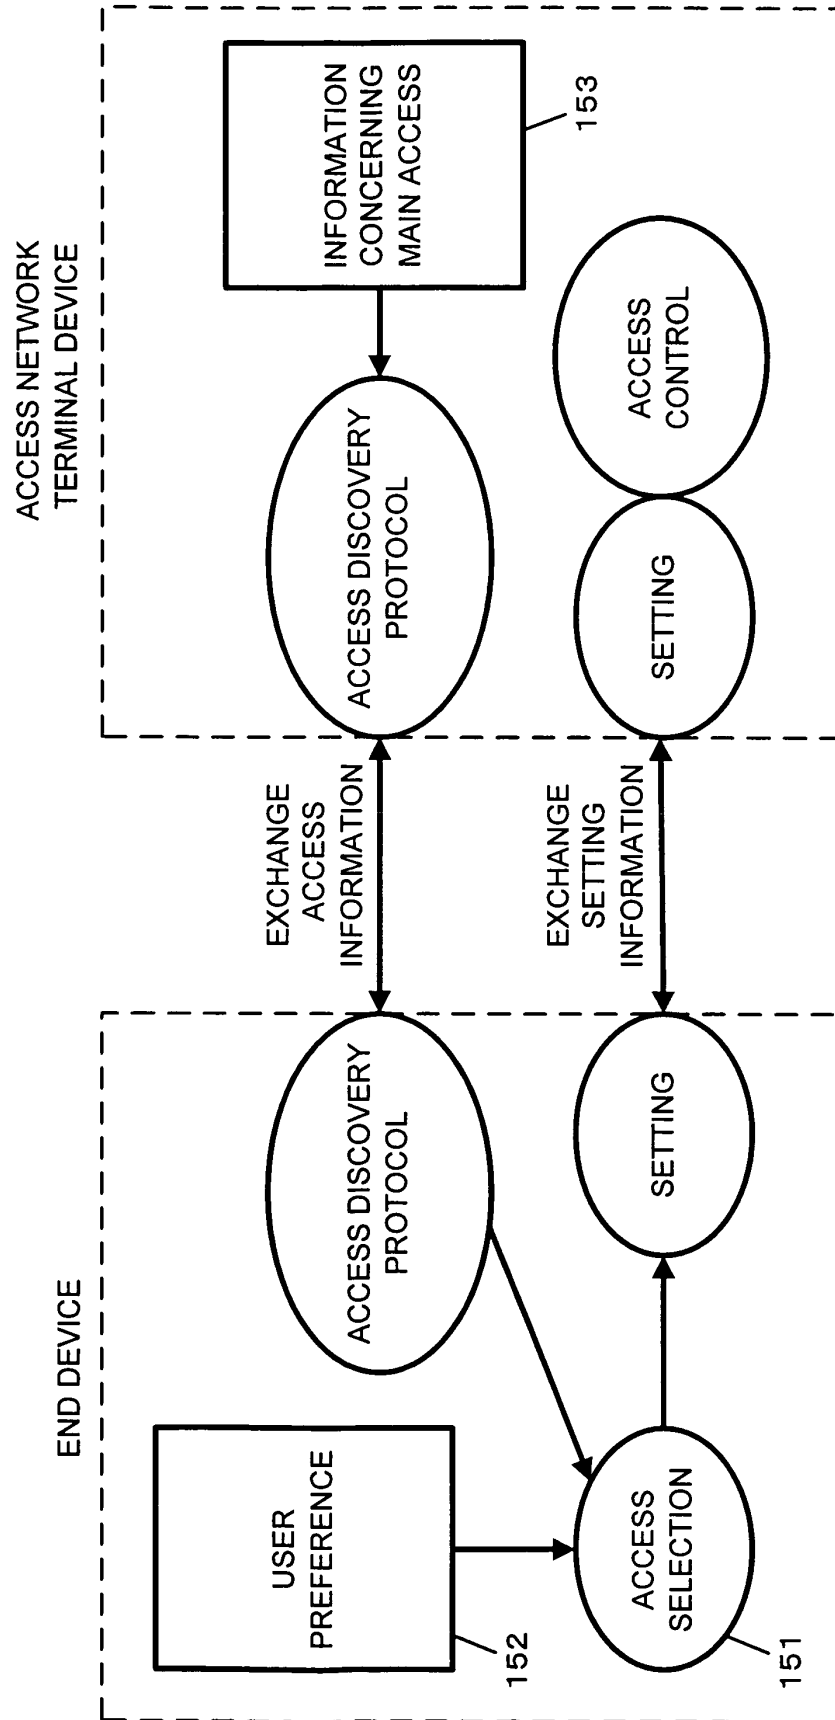 END DEVICE
USER
PREFERENCE
152
ACCESS DISCOVERY
PROTOCOL
ACCESS
SELECTION
151
SETTING
EXCHANGE
ACCESS
INFORMATION
EXCHANGE
SETTING
INFORMATION
ACCESS NETWORK
TERMINAL DEVICE
ACCESS DISCOVERY
PROTOCOL
INFORMATION
CONCERNING
MAIN ACCESS
153
SETTING
ACCESS
CONTROL